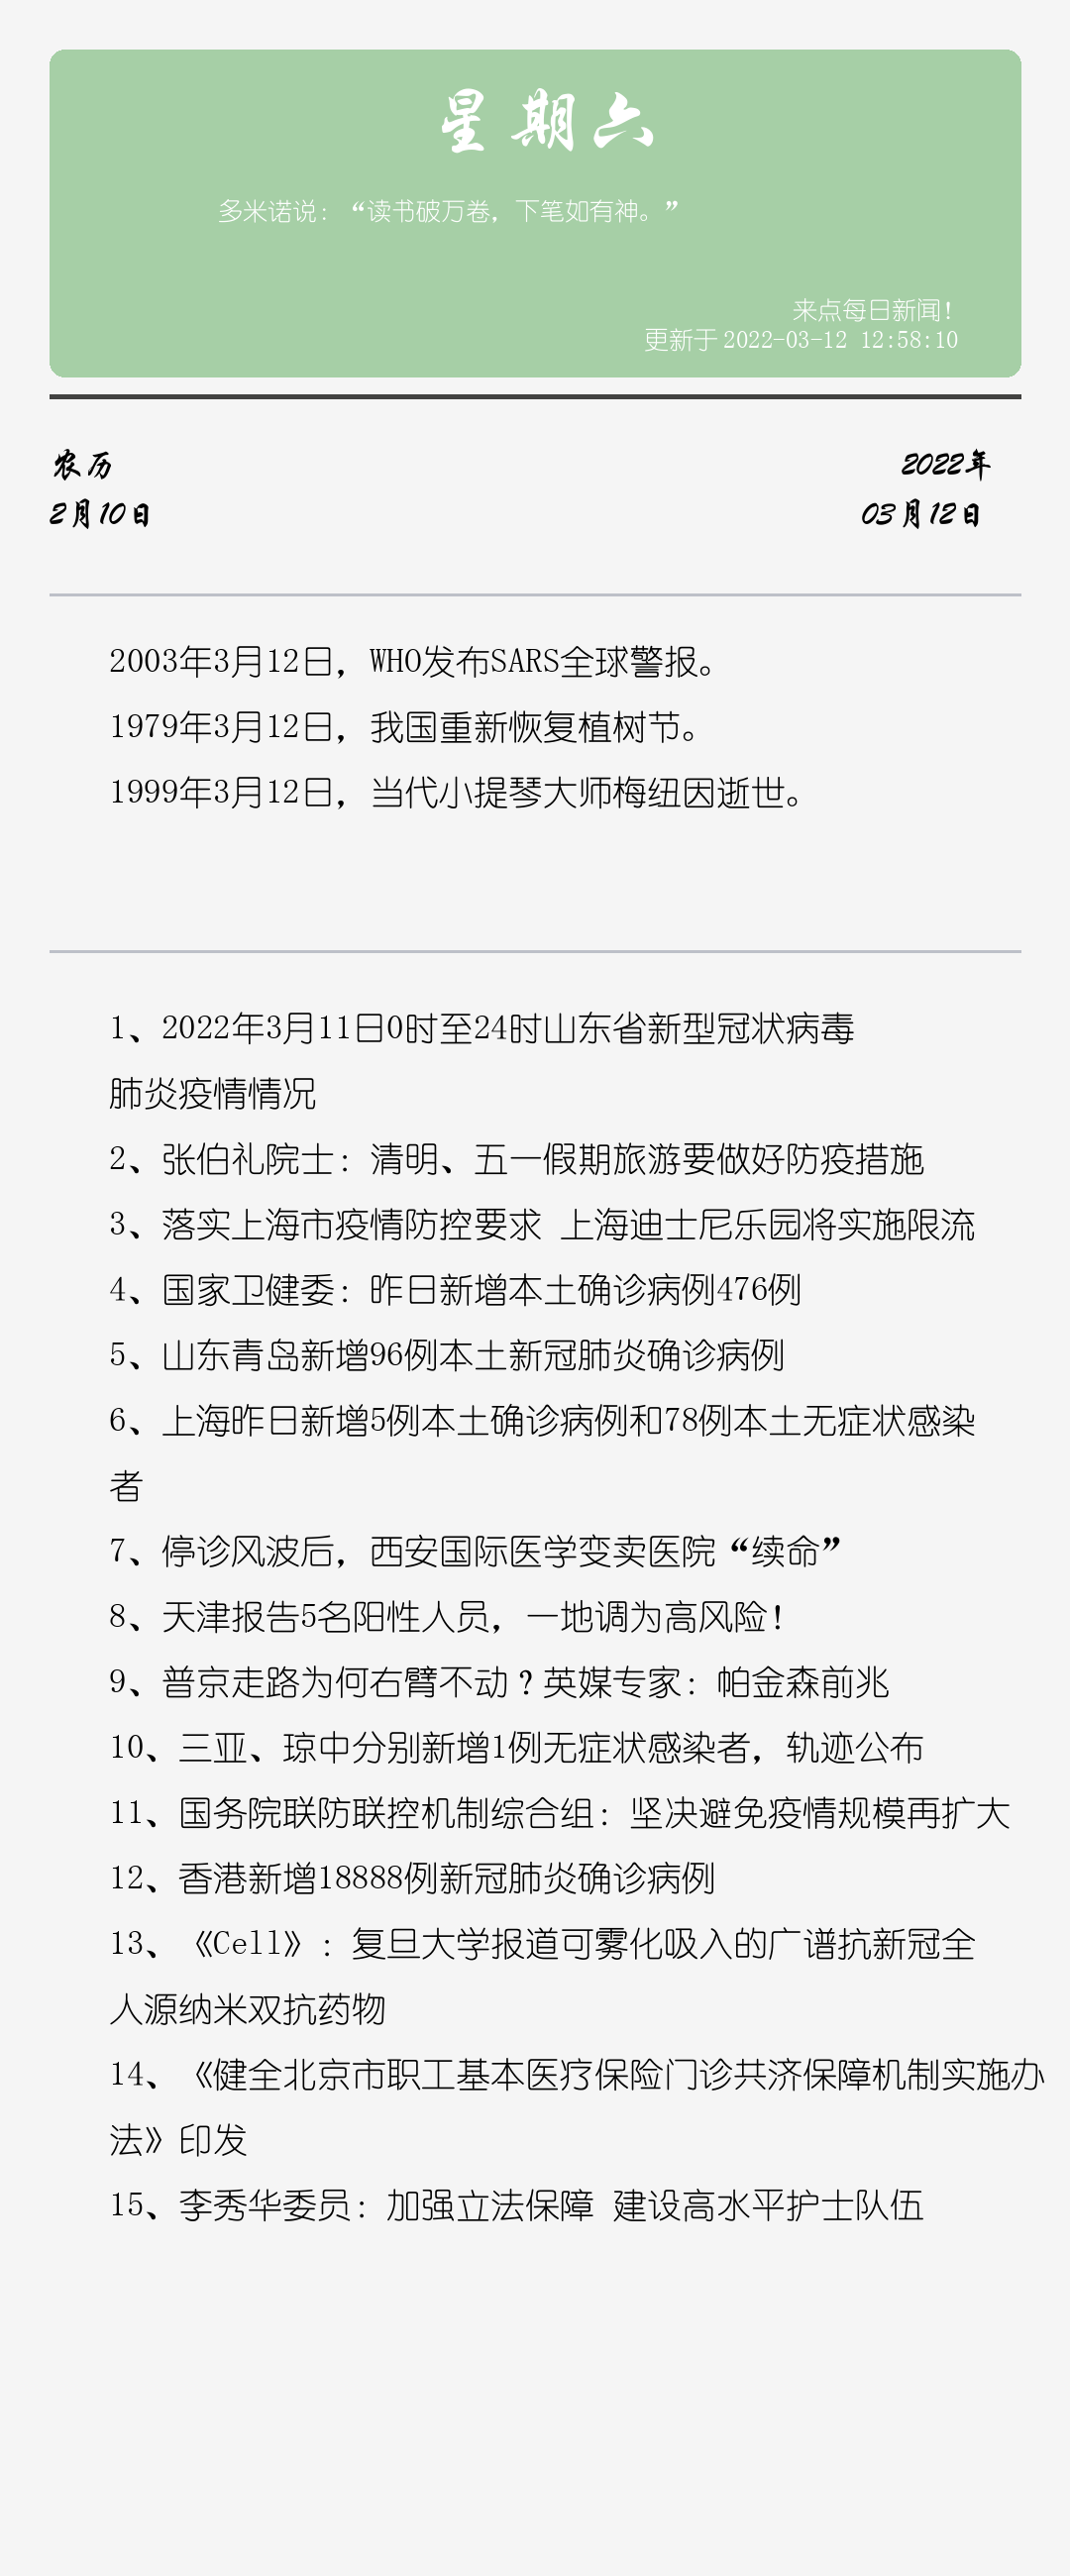 星期六
多米诺说：“读书破万卷，下笔如有神。”
来点每日新闻！
更新于 2022-03-12 12:58:10
农历
2月10日
2022年
03月12日
2003年3月12日，WHO发布SARS全球警报。
1979年3月12日，我国重新恢复植树节。
1999年3月12日，当代小提琴大师梅纽因逝世。
1、2022年3月11日0时至24时山东省新型冠状病毒
肺炎疫情情况
2、张伯礼院士：清明、五一假期旅游要做好防疫措施
3、落实上海市疫情防控要求 上海迪士尼乐园将实施限流
4、国家卫健委：昨日新增本土确诊病例476例
5、山东青岛新增96例本土新冠肺炎确诊病例
6、上海昨日新增5例本土确诊病例和78例本土无症状感染
者
7、停诊风波后，西安国际医学变卖医院“续命”
8、天津报告5名阳性人员，一地调为高风险！
9、普京走路为何右臂不动？英媒专家：帕金森前兆
10、三亚、琼中分别新增1例无症状感染者，轨迹公布
11、国务院联防联控机制综合组：坚决避免疫情规模再扩大
12、香港新增18888例新冠肺炎确诊病例
13、《Cell》：复旦大学报道可雾化吸入的广谱抗新冠全
人源纳米双抗药物
14、《健全北京市职工基本医疗保险门诊共济保障机制实施办
法》印发
15、李秀华委员：加强立法保障 建设高水平护士队伍